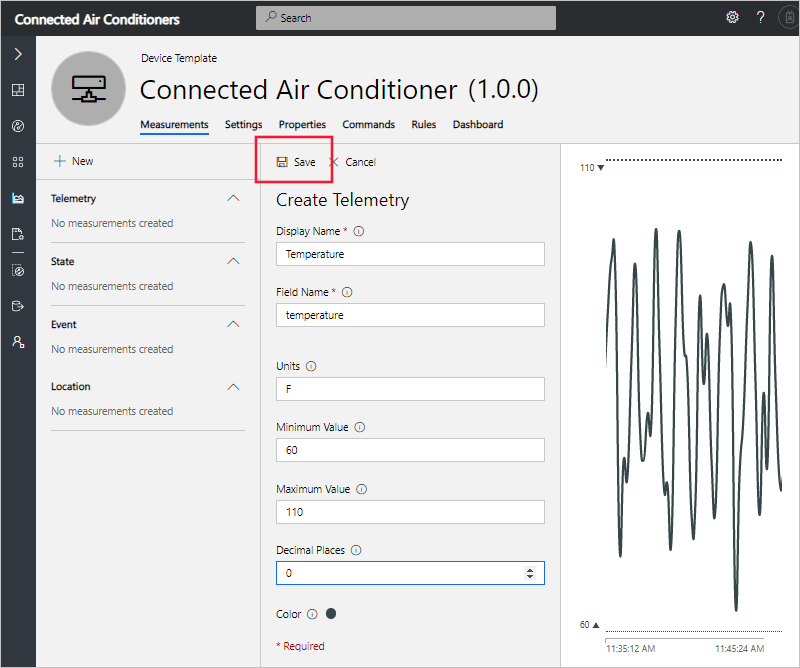 Connected Air Conditioners
Search
?
Device Template
Connected Air Conditioner (1.0.0)
Measurements Settings Properties Commands Rules Dashboard
New
Save Cancel
Telemetry
No measurements created
State
No measurements created
Event
No measurements created
Location
No measurements created
Create Telemetry
Display Name *
Temperature
Field Name *
temperature
Units
F
Minimum Value
60
Maximum Value
110
Decimal Places
0
Color
* Required
110
60
11:35:12 AM 11:45:24 AM